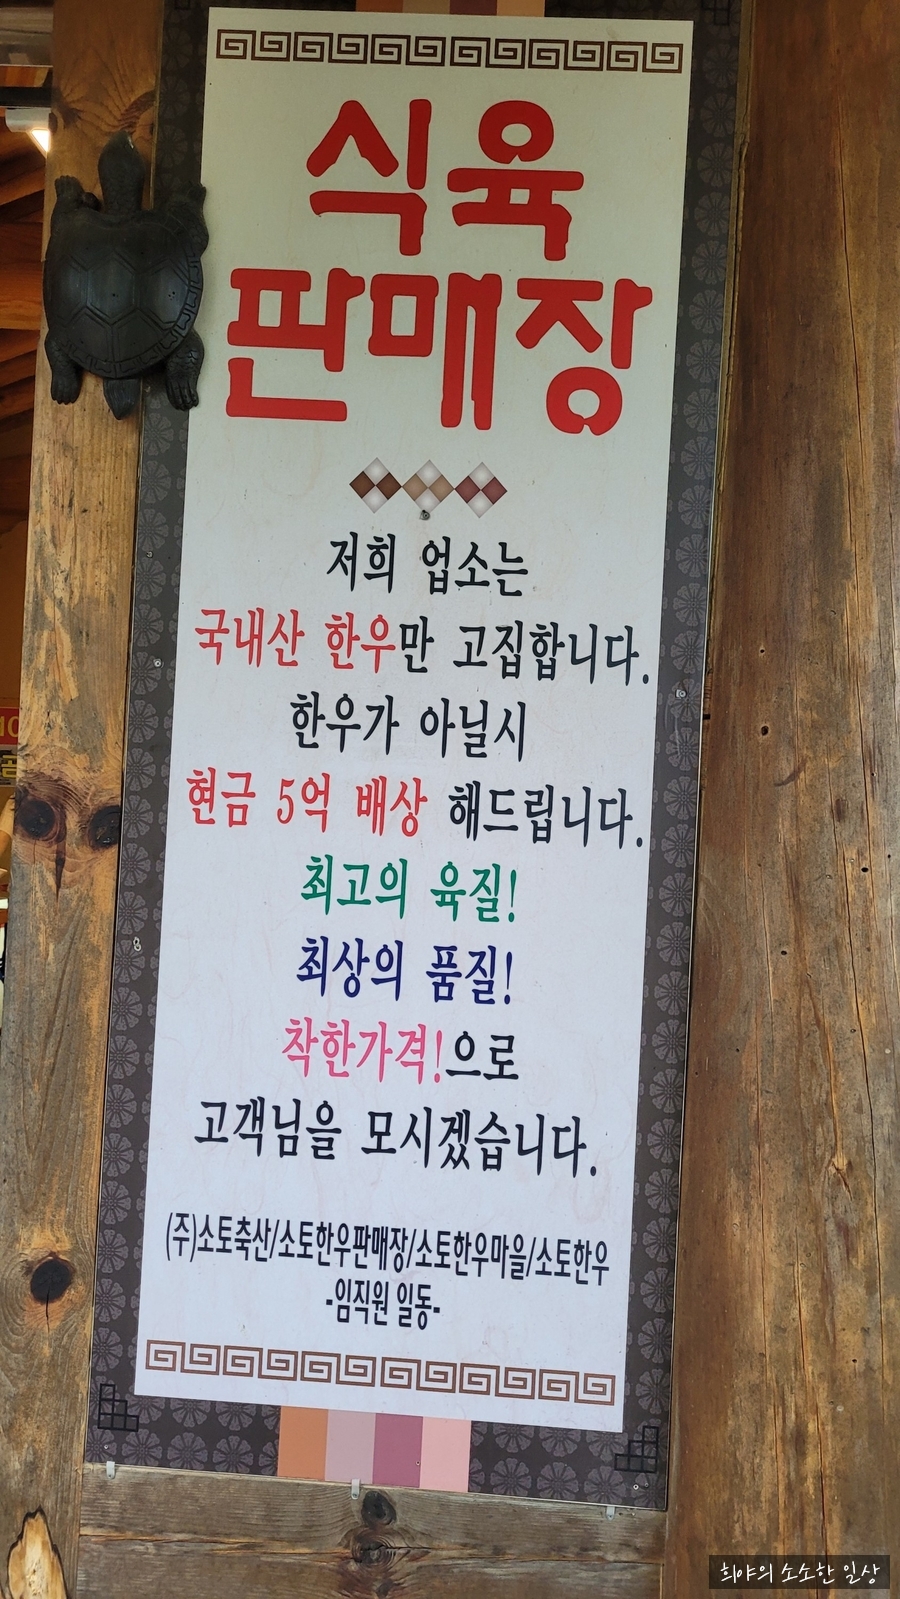 식육
판매장
저희 업소는
국내산 한우만 고집합니다.
한우가 아닐시
현금 5억 배상 해드립니다.
최고의 육질!
최상의 품질!
착한가격!으로
고객님을 모시겠습니다.
(주)소토축산/소토한우판매장/소토한우마을/소토한우
-임직원 일동-
희야의 소소한 일상